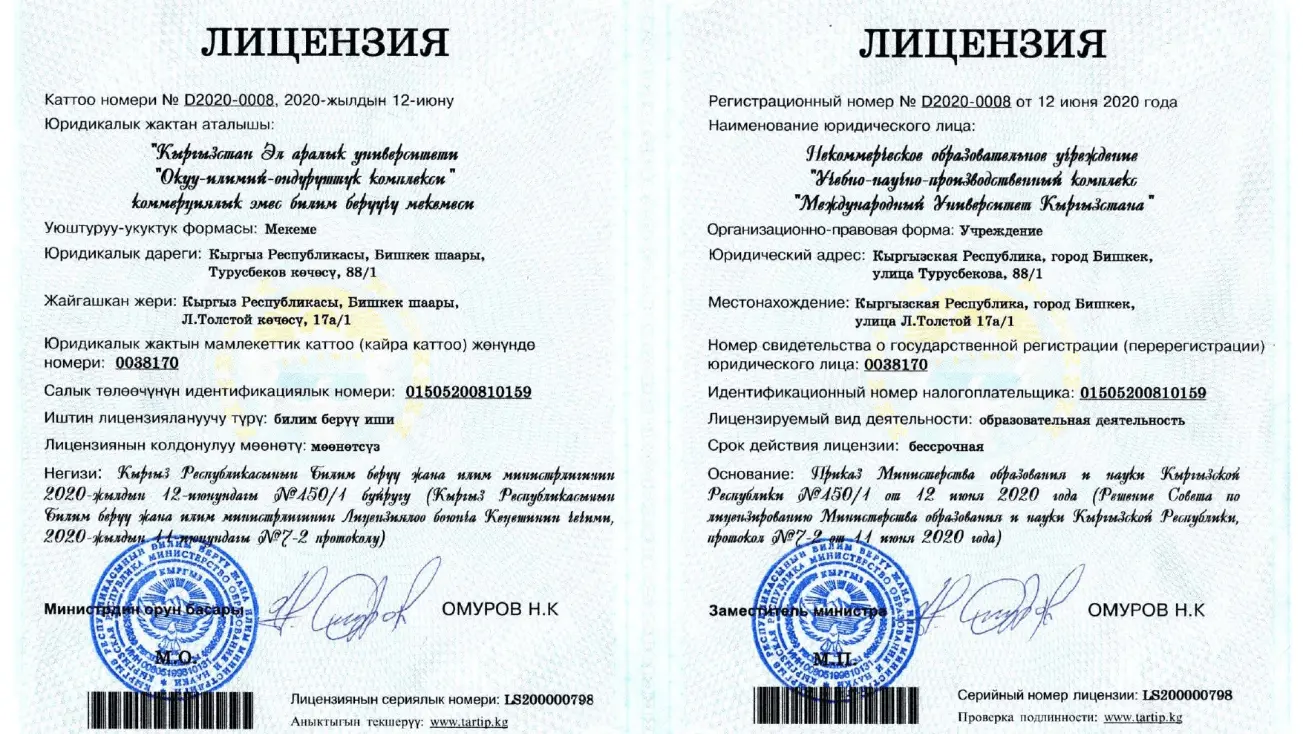 ЛИЦЕНЗИЯ
Каттоо номери № D2020-0008, 2020-жылдын 12-июну
Юридикалык жактан аталышы:
"Кыргызстан Эл аралык университети
"Окуу-илимий-ондуруштук комплекси"
коммерциялык эмес билим берүүчү мекемеси
Уюштуруу-укуктук формасы: Мекеме
Юридикалык дареги: Кыргыз Республикасы, Бишкек шаары,
Турусбеков көчөсү, 88/1
Жайгашкан жери: Кыргыз Республикасы, Бишкек шаары,
Л.Толстой көчөсү, 17а/1
Юридикалык жактын мамлекеттик каттоо (кайра каттоо) жөнүндө
номери: 0038170
Салык төлөөчүнүн идентификациялык номери: 01505200810159
Иштин лицензиялануучу түрү: билим берүү иши
Лицензиянын колдонулуу мөөнөтү: мөөнөтсүз
Негизи: Кыргыз Республикасынын Билим берүү жана илим министрлигинин
2020-жылдын 12-июнундагы №150/1 буйругу (Кыргыз Республикасынын
Билим берүү жана илим министрлигинин Лицензиялоо боюнча Кеңешинин чечими,
2020-жылдын 11-июнундагы №7-2 протоколу)
Министрдин орун басары
ОМУРОВ Н.К
М.О.
Лицензиянын сериялык номери: LS200000798
Аныктыгын текшерүү: www.tartip.kg
ЛИЦЕНЗИЯ
Регистрационный номер № D2020-0008 от 12 июня 2020 года
Наименование юридического лица:
Некоммерческое образовательное учреждение
"Учебно-научно-производственный комплекс
"Международный Университет Кыргызстана"
Организационно-правовая форма: Учреждение
Юридический адрес: Кыргызская Республика, город Бишкек,
улица Турусбекова, 88/1
Местонахождение: Кыргызская Республика, город Бишкек,
улица Л.Толстого 17а/1
Номер свидетельства о государственной регистрации (перерегистрации)
юридического лица: 0038170
Идентификационный номер налогоплательщика: 01505200810159
Лицензируемый вид деятельности: образовательная деятельность
Срок действия лицензии: бессрочная
Основание: Приказ Министерства образования и науки Кыргызской
Республики №150/1 от 12 июня 2020 года (Решение Совета по
лицензированию Министерства образования и науки Кыргызской Республики,
протокол №7-2 от 11 июня 2020 года)
Заместитель министра
ОМУРОВ Н.К
М.П.
Серийный номер лицензии: LS200000798
Проверка подлинности: www.tartip.kg